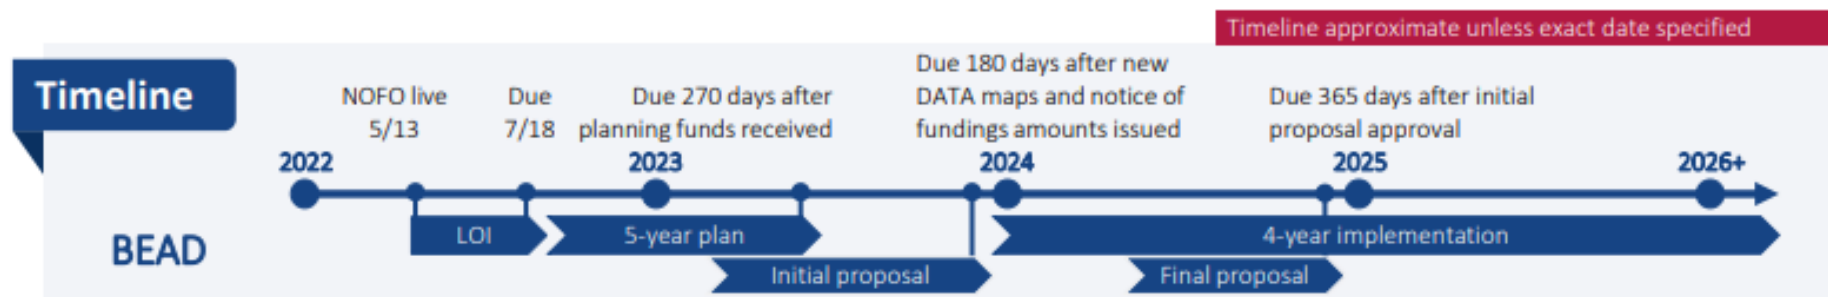 Timeline approximate unless exact date specified
Timeline
NOFO live
5/13
Due
7/18
Due 270 days after
planning funds received
Due 180 days after new
DATA maps and notice of
fundings amounts issued
Due 365 days after initial
proposal approval
2022
2023
2024
2025
2026+
BEAD
LOI
5-year plan
4-year implementation
Initial proposal
Final proposal